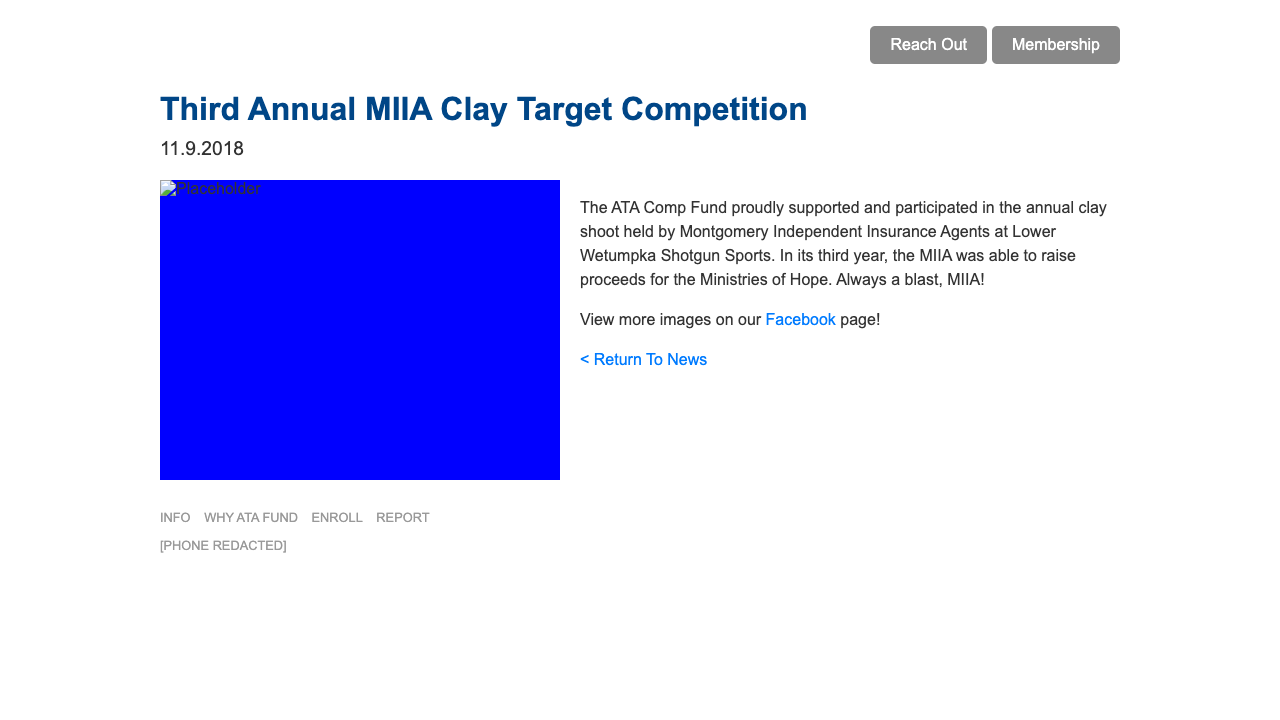 Reach Out Membership
Third Annual MIIA Clay Target Competition
11.9.2018
Placeholder
The ATA Comp Fund proudly supported and participated in the annual clay
shoot held by Montgomery Independent Insurance Agents at Lower
Wetumpka Shotgun Sports. In its third year, the MIIA was able to raise
proceeds for the Ministries of Hope. Always a blast, MIIA!
View more images on our Facebook page!
< Return To News
INFO WHY ATA FUND ENROLL REPORT
[PHONE REDACTED]